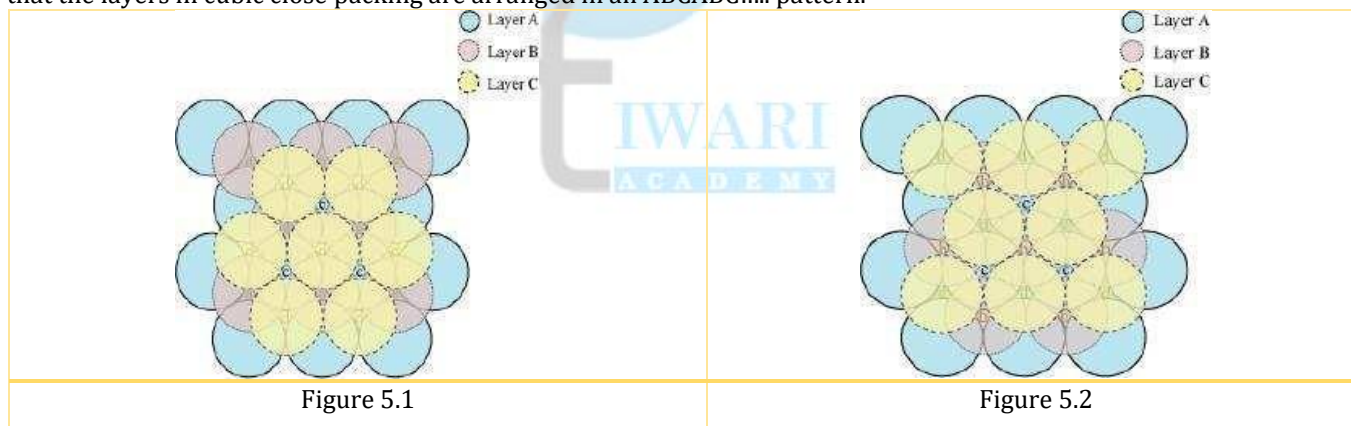 that the layers in cubic close packing are arranged in an ABCABC..... pattern.
Layer A
Layer B
Layer C
Layer A
Layer B
Layer C
IWARI
ACADEMY
C
C
C
C
C
C
Figure 5.1
Figure 5.2